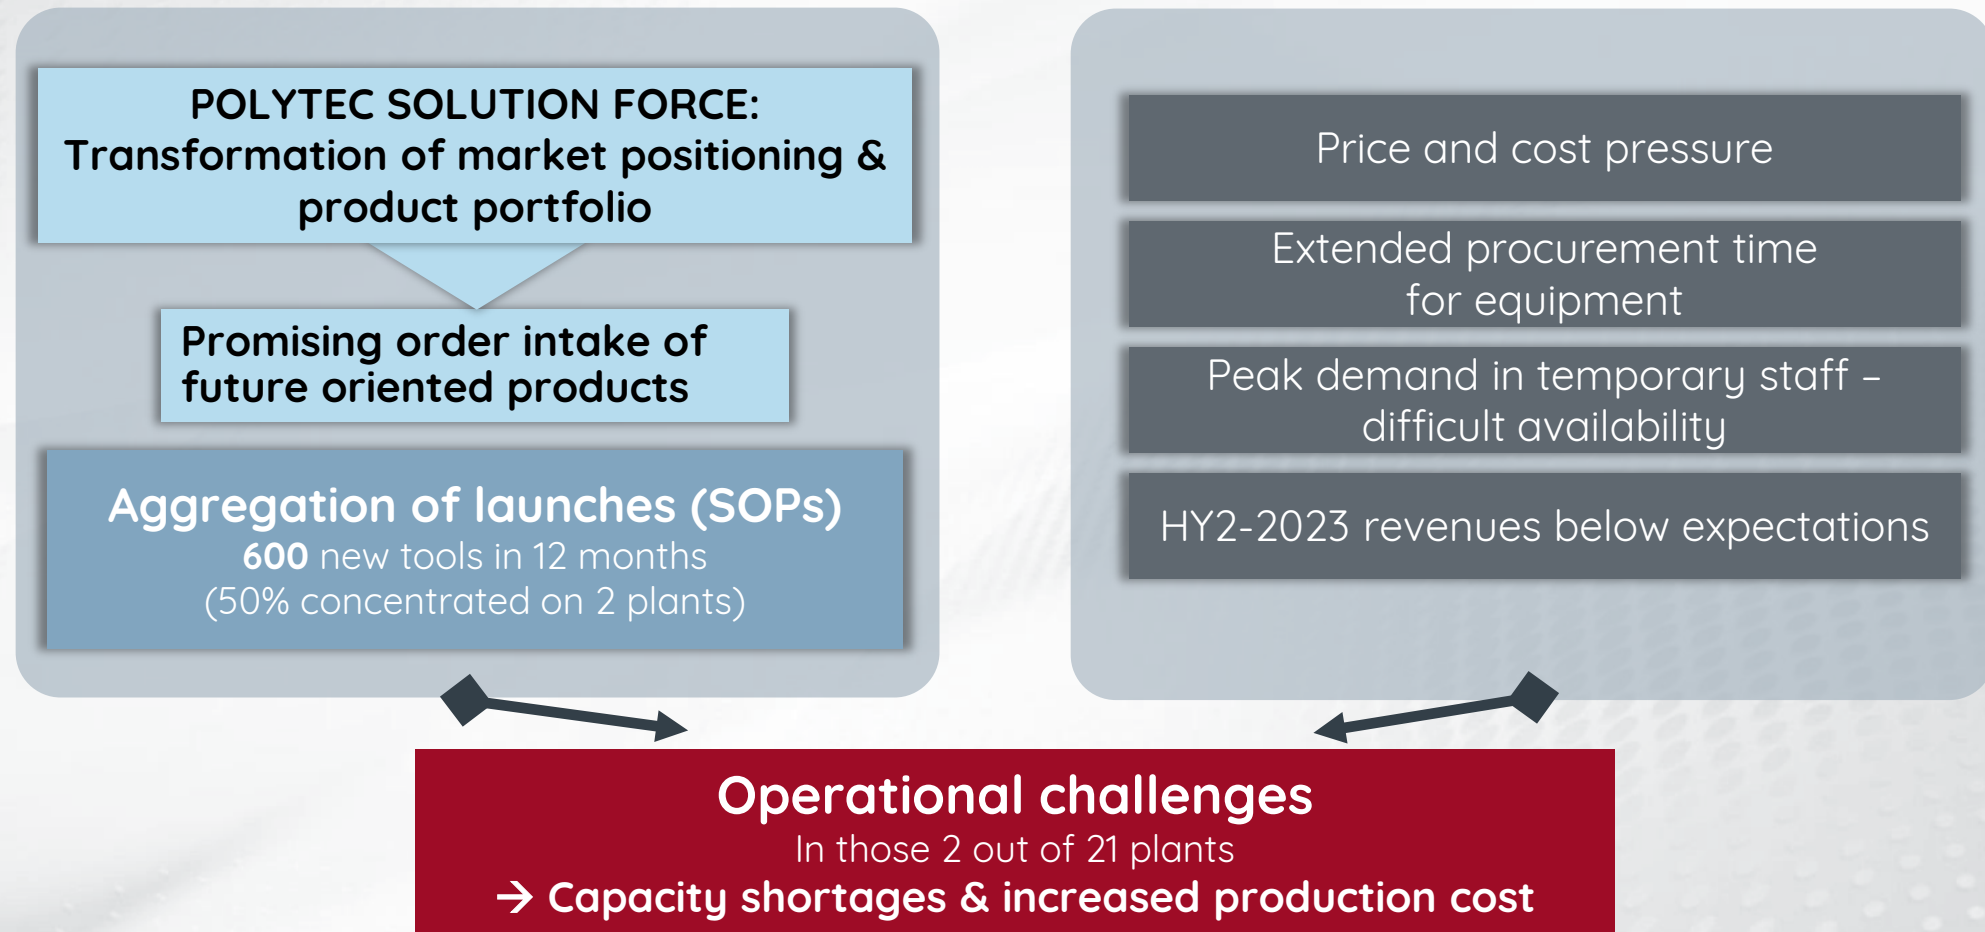 POLYTEC SOLUTION FORCE:
Transformation of market positioning &
product portfolio
Promising order intake of
future oriented products
Aggregation of launches (SOPs)
600 new tools in 12 months
(50% concentrated on 2 plants)
Price and cost pressure
Extended procurement time
for equipment
Peak demand in temporary staff –
difficult availability
HY2-2023 revenues below expectations
Operational challenges
In those 2 out of 21 plants
→ Capacity shortages & increased production cost